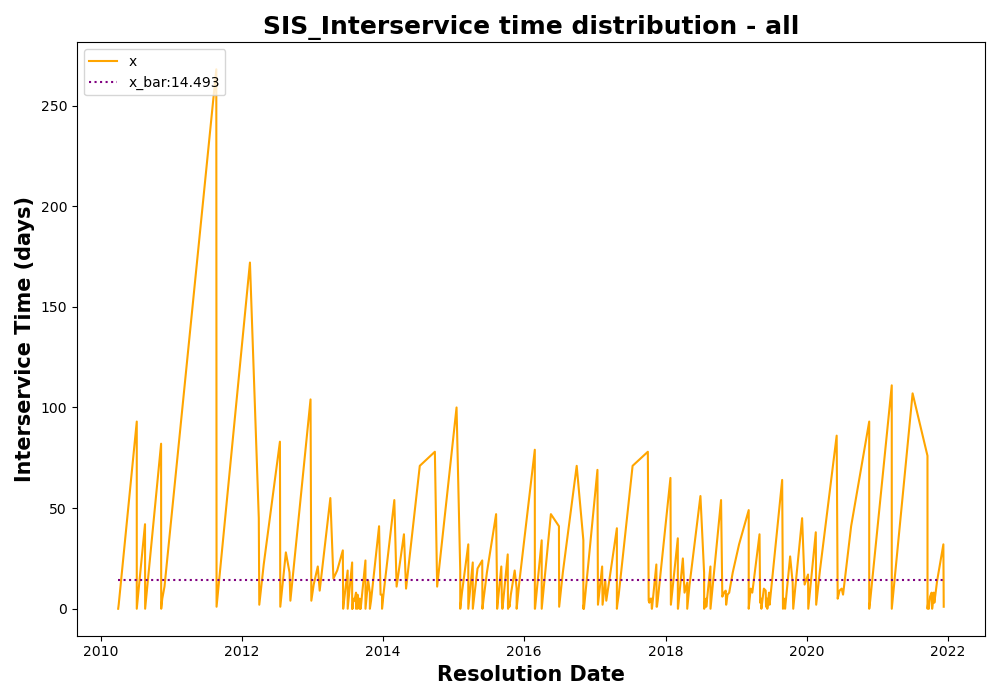 SIS_Interservice time distribution - all
x
x_bar:14.493
Interservice Time (days)
250
200
150
100
50
0
2010 2012 2014 2016 2018 2020 2022
Resolution Date